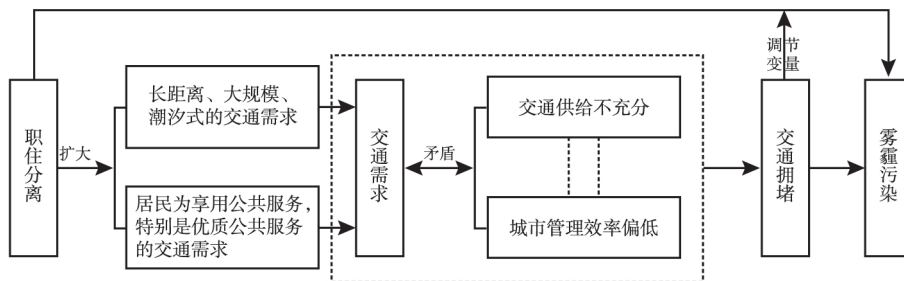 职住分离
扩大
长距离、大规模、
潮汐式的交通需求
居民为享用公共服务，
特别是优质公共服务
的交通需求
交通需求
矛盾
交通供给不充分
城市管理效率偏低
调节
变量
交通拥堵
雾霾污染